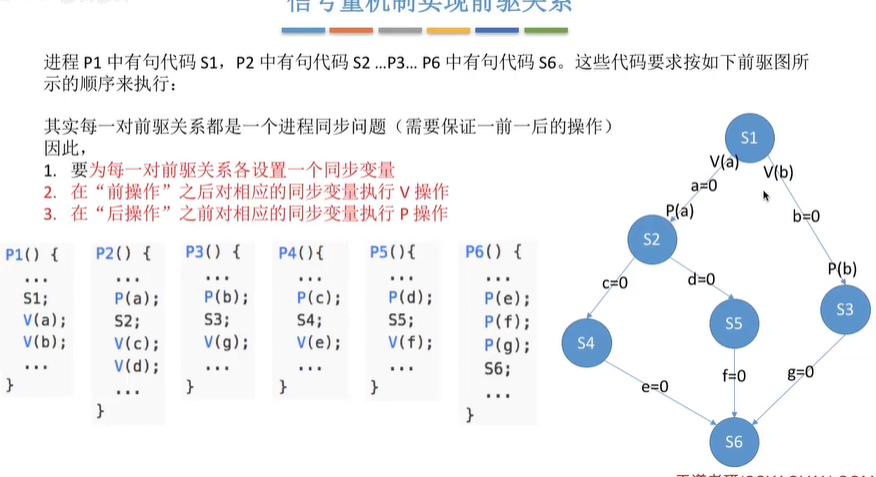 信号量机制实现前驱关系
进程 P1 中有句代码 S1，P2 中有句代码 S2 …P3… P6 中有句代码 S6。这些代码要求按如下前驱图所
示的顺序来执行：
其实每一对前驱关系都是一个进程同步问题（需要保证一前一后的操作）
因此，
1. 要为每一对前驱关系各设置一个同步变量
2. 在“前操作”之后对相应的同步变量执行 V 操作
3. 在“后操作”之前对相应的同步变量执行 P 操作
P1() {
...
S1;
V(a);
V(b);
...
}
P2() {
...
P(a);
S2;
V(c);
V(d);
...
}
P3() {
...
P(b);
S3;
V(g);
...
}
P4(){
...
P(c);
S4;
V(e);
...
}
P5(){
...
P(d);
S5;
V(f);
...
}
P6() {
...
P(e);
P(f);
P(g);
S6;
...
}
S1
V(a)
V(b)
a=0
P(a)
b=0
S2
P(b)
c=0
d=0
S3
S5
S4
f=0
g=0
e=0
S6